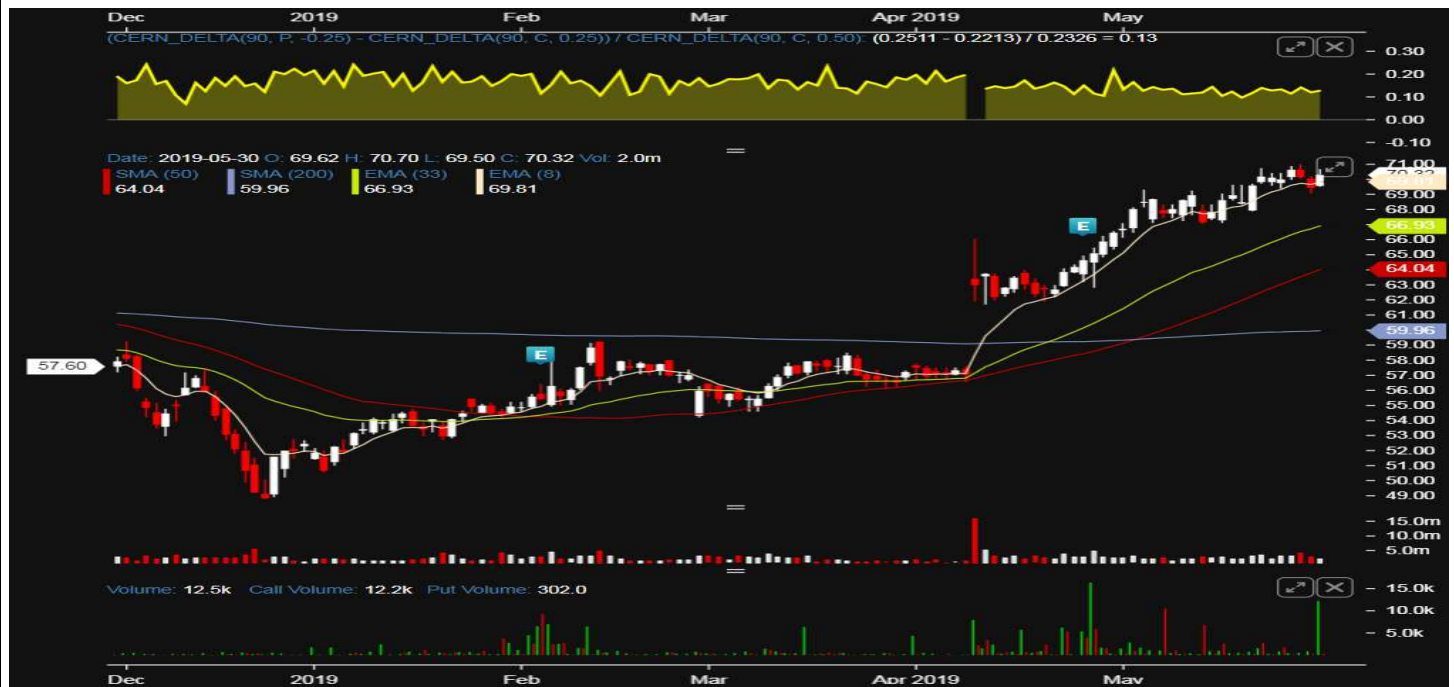 Dec 2019 Feb Mar Apr 2019 May
(CERN_DELTA(90, P, -0.25) - CERN_DELTA(90, C, 0.25)) / CERN_DELTA(90, C, 0.50): (0.2511 - 0.2213) / 0.2326 = 0.13
0.30
0.20
0.10
0.00
-0.10
Date: 2019-05-30 O: 69.62 H: 70.70 L: 69.50 C: 70.32 Vol: 2.0m
SMA (50) SMA (200) EMA (33) EMA (8)
64.04 59.96 66.93 69.81
71.00
70.32
69.00
68.00
66.93
66.00
65.00
64.04
63.00
62.00
61.00
59.96
59.00
58.00
57.60
57.00
56.00
55.00
54.00
53.00
52.00
51.00
50.00
49.00
E
E
15.0m
10.0m
5.0m
Volume: 12.5k Call Volume: 12.2k Put Volume: 302.0
15.0k
10.0k
5.0k
Dec 2019 Feb Mar Apr 2019 May